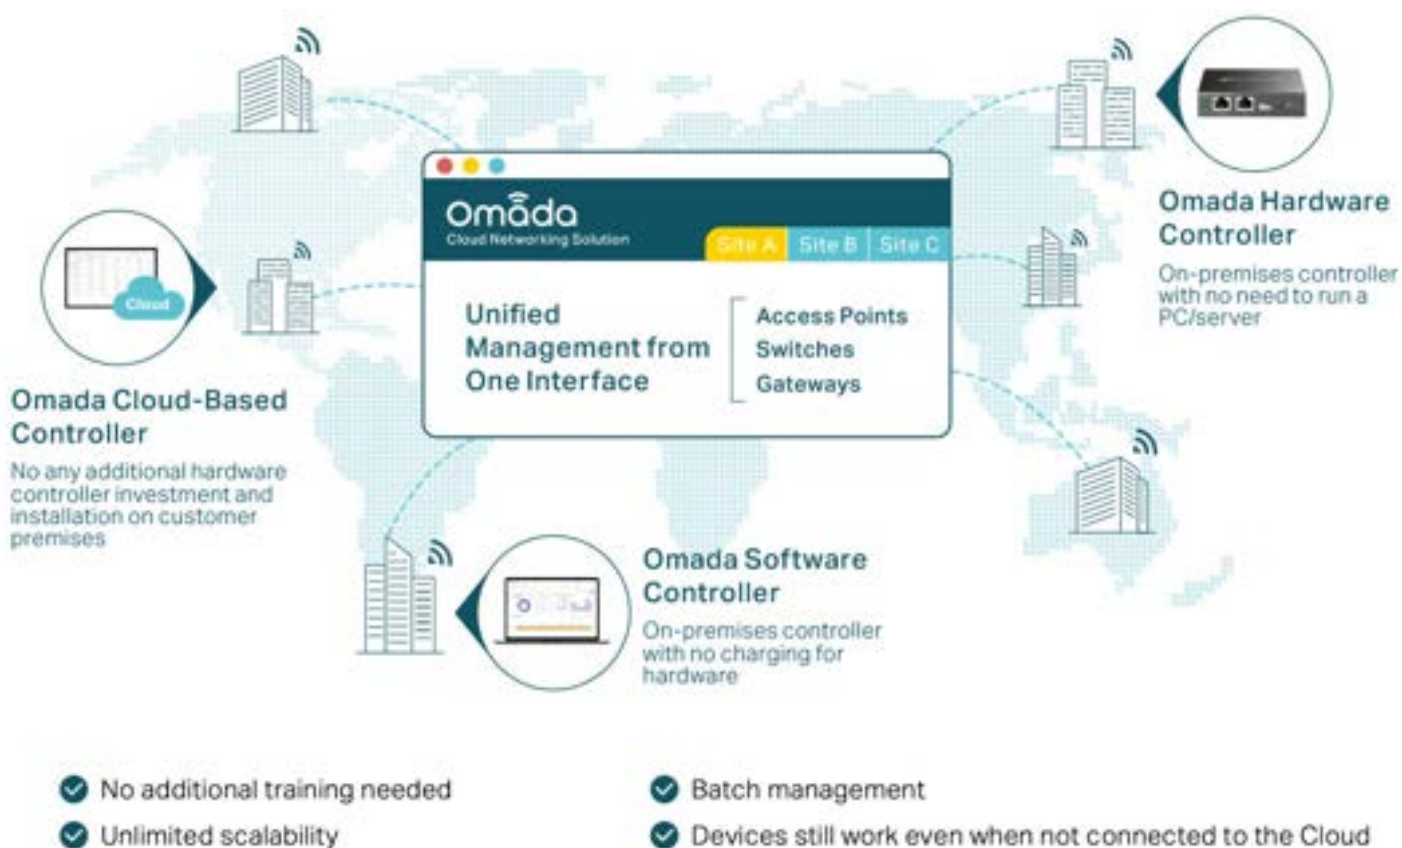 Omada
Cloud Networking Solution
Site A
Site B
Site C
Unified
Management from
One Interface
Access Points
Switches
Gateways
Omada Hardware
Controller
On-premises controller
with no need to run a
PC/server
Cloud
Omada Cloud-Based
Controller
No any additional hardware
controller investment and
installation on customer
premises
Omada Software
Controller
On-premises controller
with no charging for
hardware
No additional training needed
Batch management
Unlimited scalability
Devices still work even when not connected to the Cloud